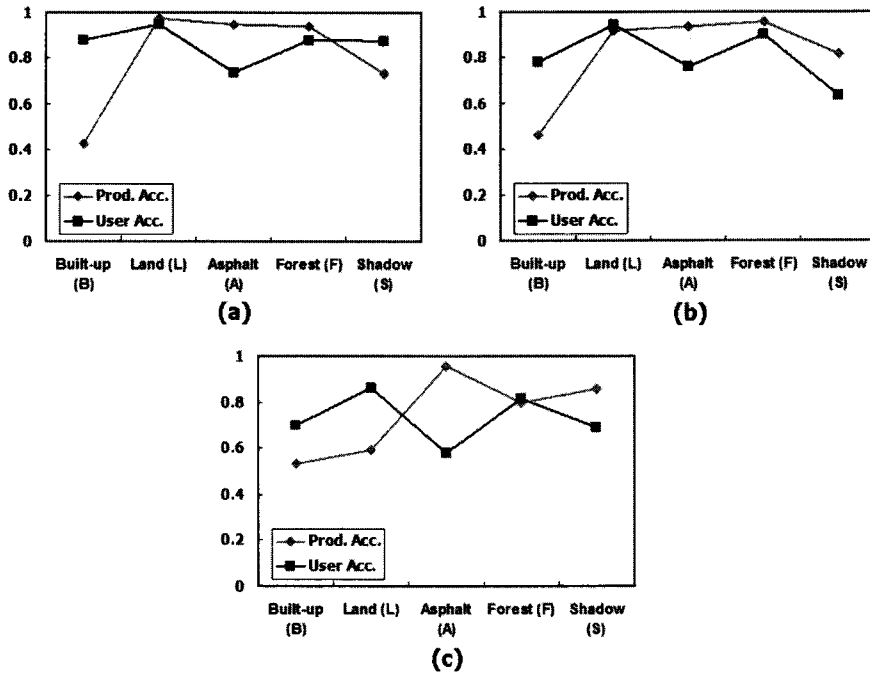 1
0.8
0.6
0.4
0.2
0
Prod. Acc.
User Acc.
Built-up Land (L) Asphalt Forest (F) Shadow
(B) (A) (S)
(a)
1
0.8
0.6
0.4
0.2
0
Prod. Acc.
User Acc.
Built-up Land (L) Asphalt Forest (F) Shadow
(B) (A) (S)
(b)
1
0.8
0.6
0.4
0.2
0
Prod. Acc.
User Acc.
Built-up Land (L) Asphalt Forest (F) Shadow
(B) (A) (S)
(c)